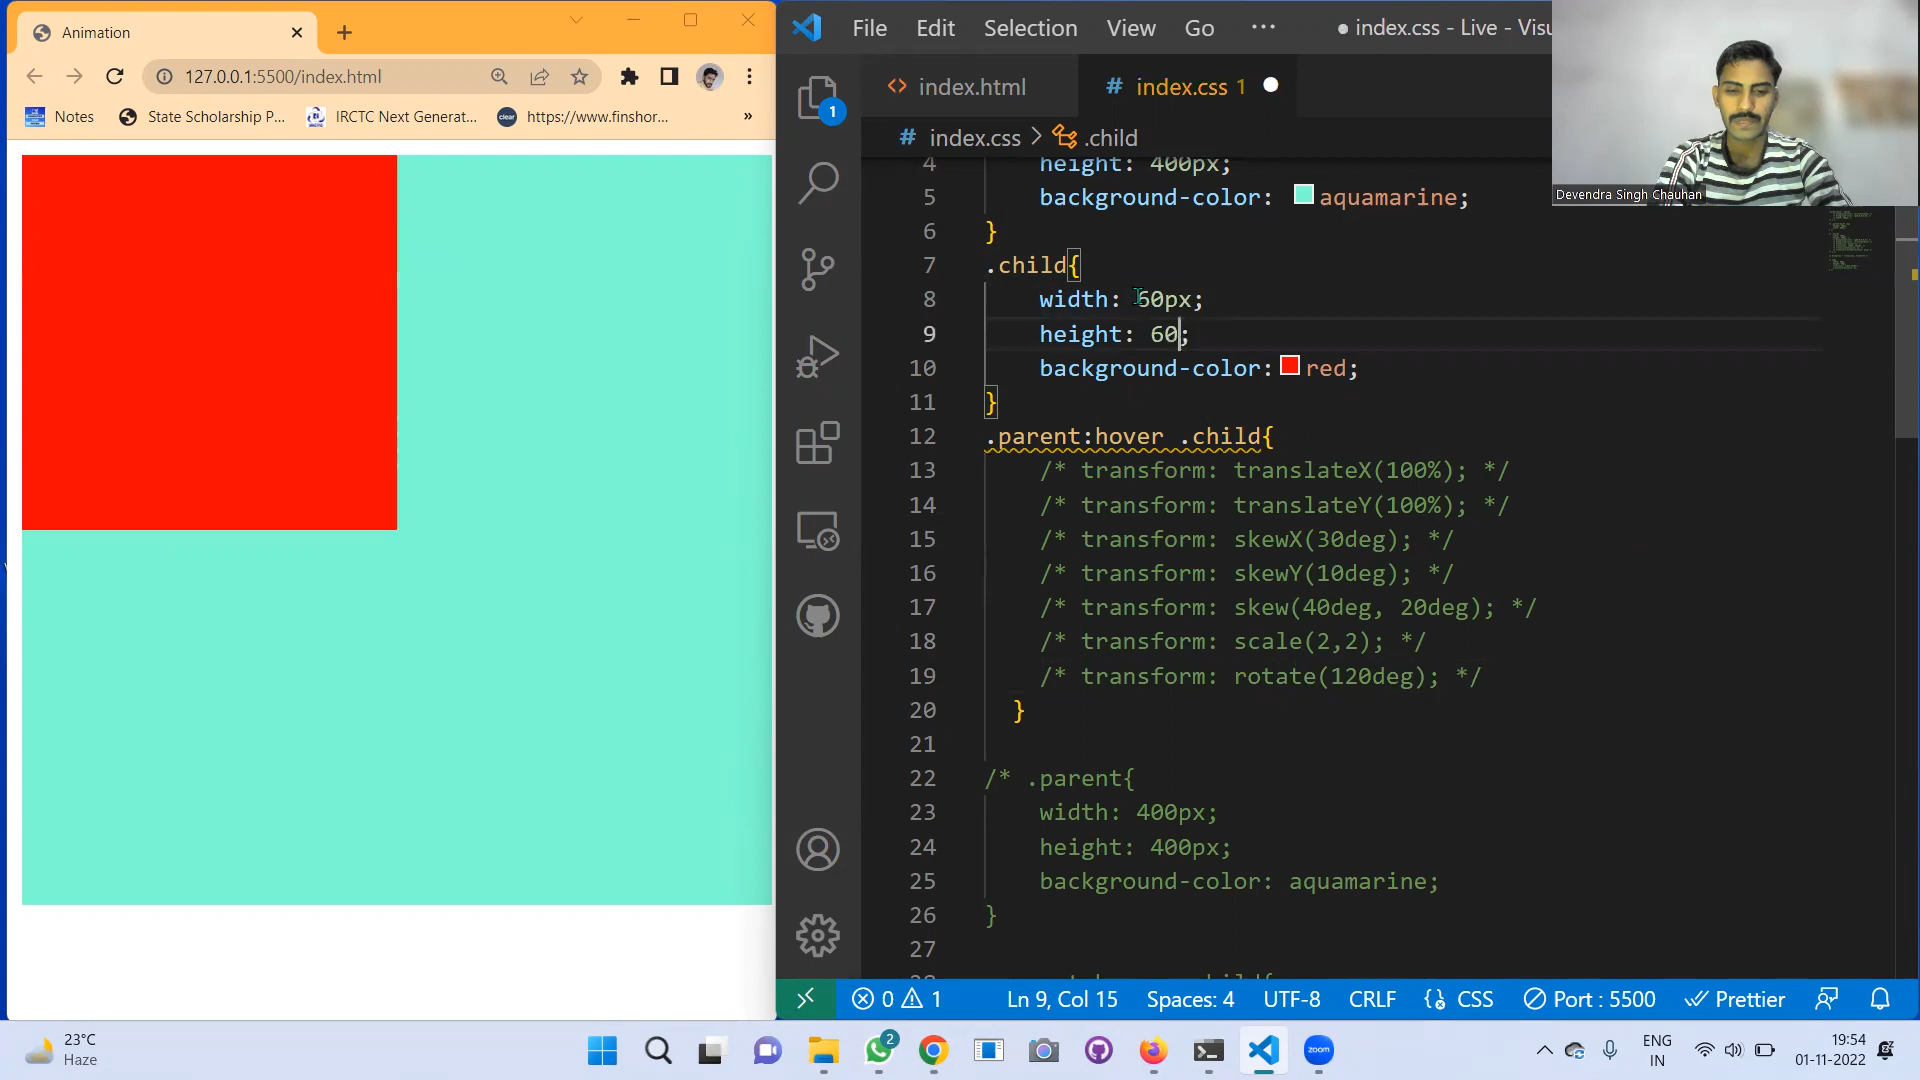 Animation
127.0.0.1:5500/index.html
Notes
State Scholarship P...
IRCTC Next Generat...
clear
https://www.finshor...
»
File Edit Selection View Go ···
● index.css - Live - Visu
Devendra Singh Chauhan
1
<> index.html
# index.css 1
# index.css > .child
4 height: 400px;
5 background-color: aquamarine;
6 }
7 .child{
8 width: 60px;
9 height: 60;
10 background-color: red;
11 }
12 .parent:hover .child{
13 /* transform: translateX(100%); */
14 /* transform: translateY(100%); */
15 /* transform: skewX(30deg); */
16 /* transform: skewY(10deg); */
17 /* transform: skew(40deg, 20deg); */
18 /* transform: scale(2,2); */
19 /* transform: rotate(120deg); */
20 }
21
22 /* .parent{
23 width: 400px;
24 height: 400px;
25 background-color: aquamarine;
26 }
27
0 1
Ln 9, Col 15
Spaces: 4
UTF-8
CRLF
CSS
Port : 5500
Prettier
23°C
Haze
2
zoom
ENG
IN
19:54
01-11-2022